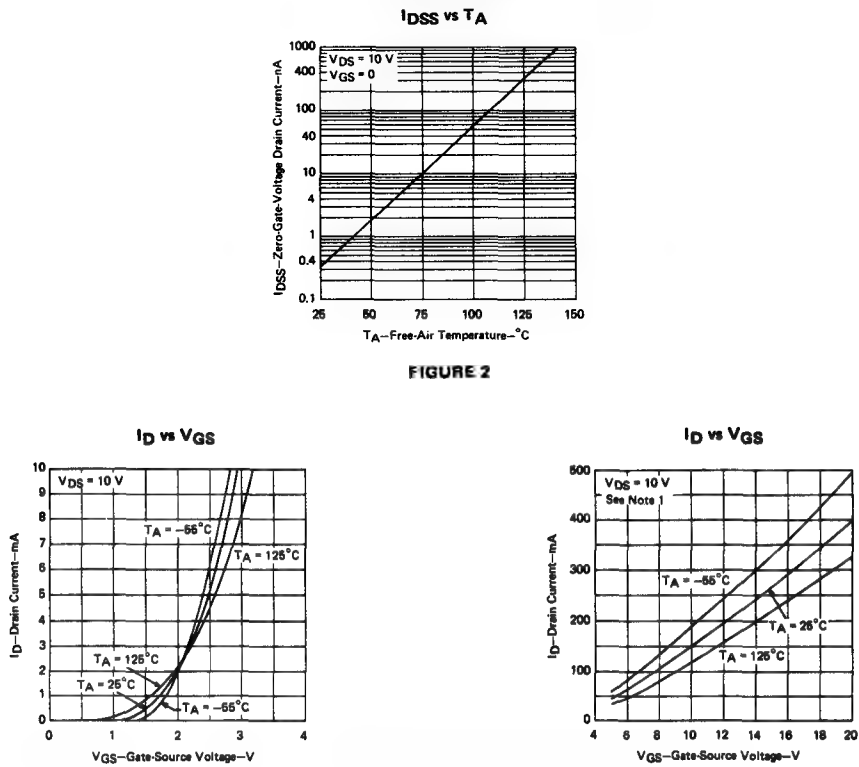 IDSS vs TA
IDSS–Zero-Gate-Voltage Drain Current–nA
1000
400
100
40
10
4
1
0.4
0.1
VDS = 10 V
VGS = 0
25 50 75 100 125 150
TA–Free-Air Temperature–°C
FIGURE 2
ID vs VGS
ID–Drain Current–mA
10
9
8
7
6
5
4
3
2
1
0
VDS = 10 V
TA = –55°C
TA = 125°C
TA = 125°C
TA = 25°C
TA = –55°C
0 1 2 3 4
VGS–Gate-Source Voltage–V
ID vs VGS
ID–Drain Current–mA
500
400
300
200
100
0
VDS = 10 V
See Note 1
TA = –55°C
TA = 25°C
TA = 125°C
4 6 8 10 12 14 16 18 20
VGS–Gate-Source Voltage–V